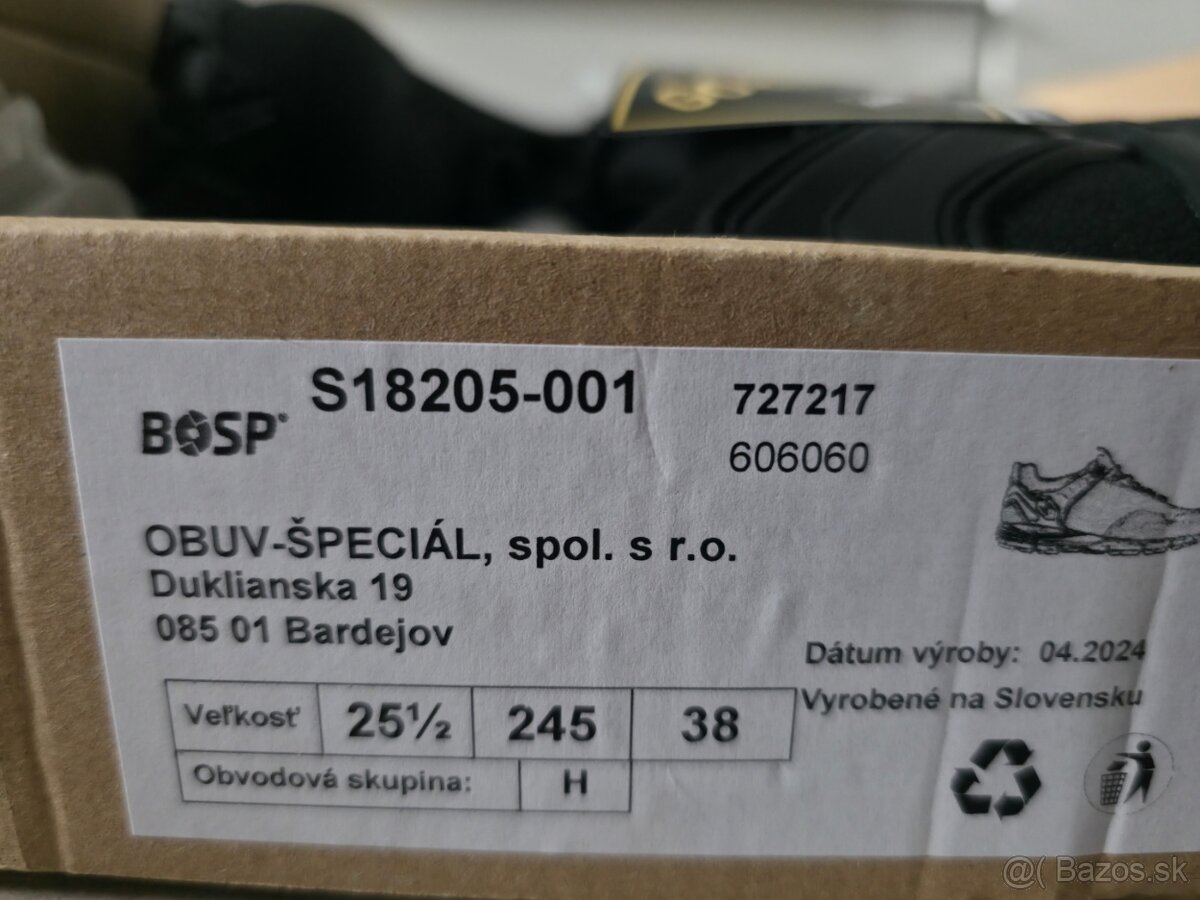 S18205-001
727217
BOSP®
606060
OBUV-ŠPECIÁL, spol. s r.o.
Duklianska 19
085 01 Bardejov
Dátum výroby: 04.2024
Vyrobené na Slovensku
Veľkosť 25½ 245 38
Obvodová skupina: H
@( Bazos.sk